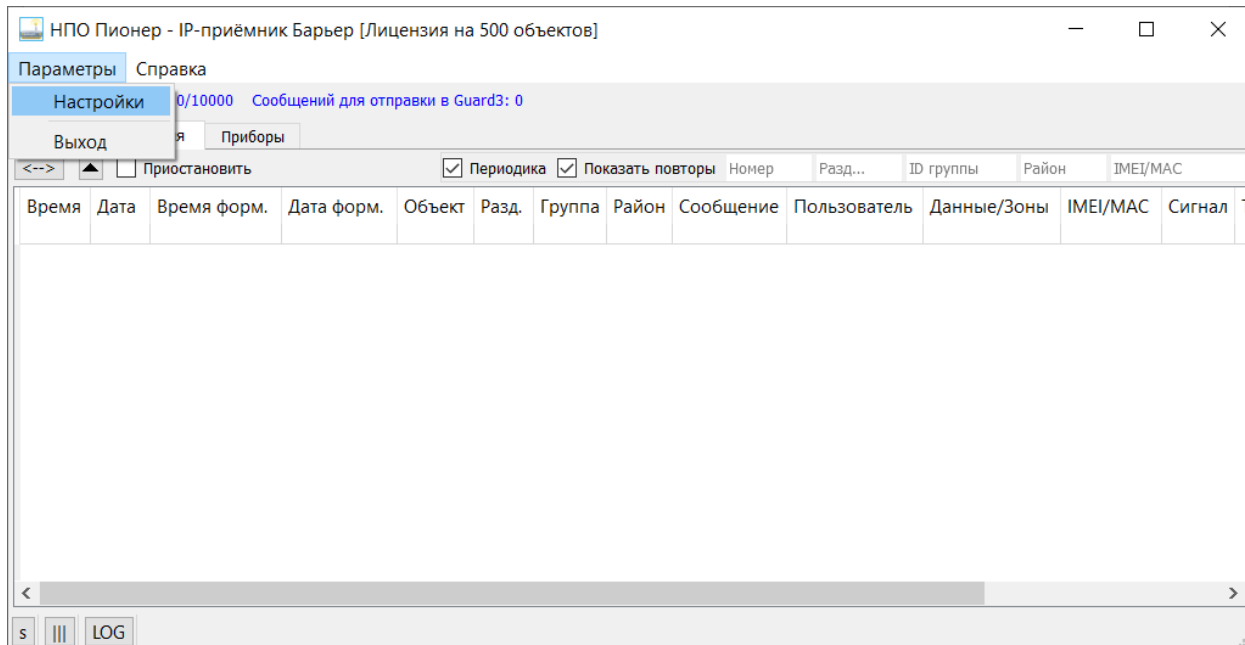 НПО Пионер - IP-приёмник Барьер [Лицензия на 500 объектов]
Параметры Справка
Настройки 0/10000 Сообщений для отправки в Guard3: 0
Выход я Приборы
<--> Приостановить Периодика Показать повторы Номер Разд... ID группы Район IMEI/MAC
Время Дата Время форм. Дата форм. Объект Разд. Группа Район Сообщение Пользователь Данные/Зоны IMEI/MAC Сигнал
s ||| LOG